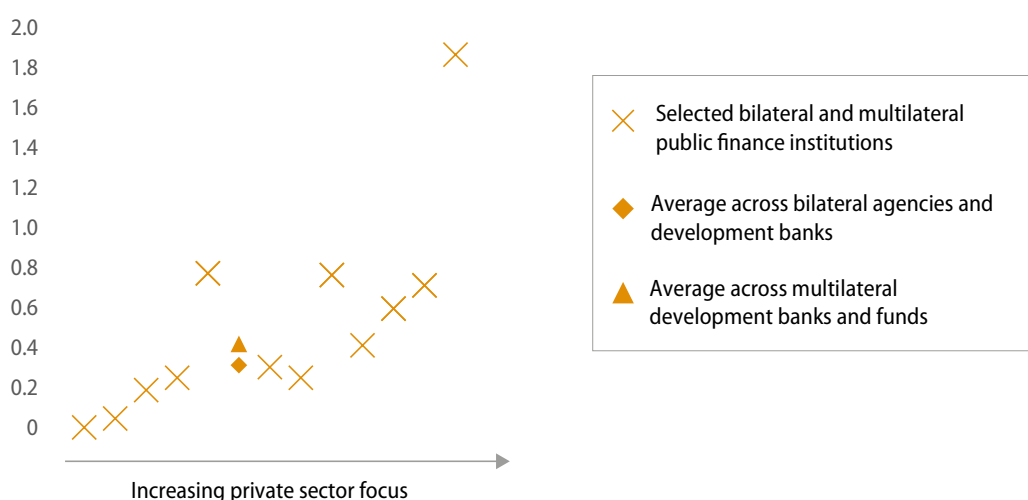 2.0
1.8
1.6
1.4
1.2
1.0
0.8
0.6
0.4
0.2
0
Increasing private sector focus
Selected bilateral and multilateral
public finance institutions
Average across bilateral agencies and
development banks
Average across multilateral
development banks and funds